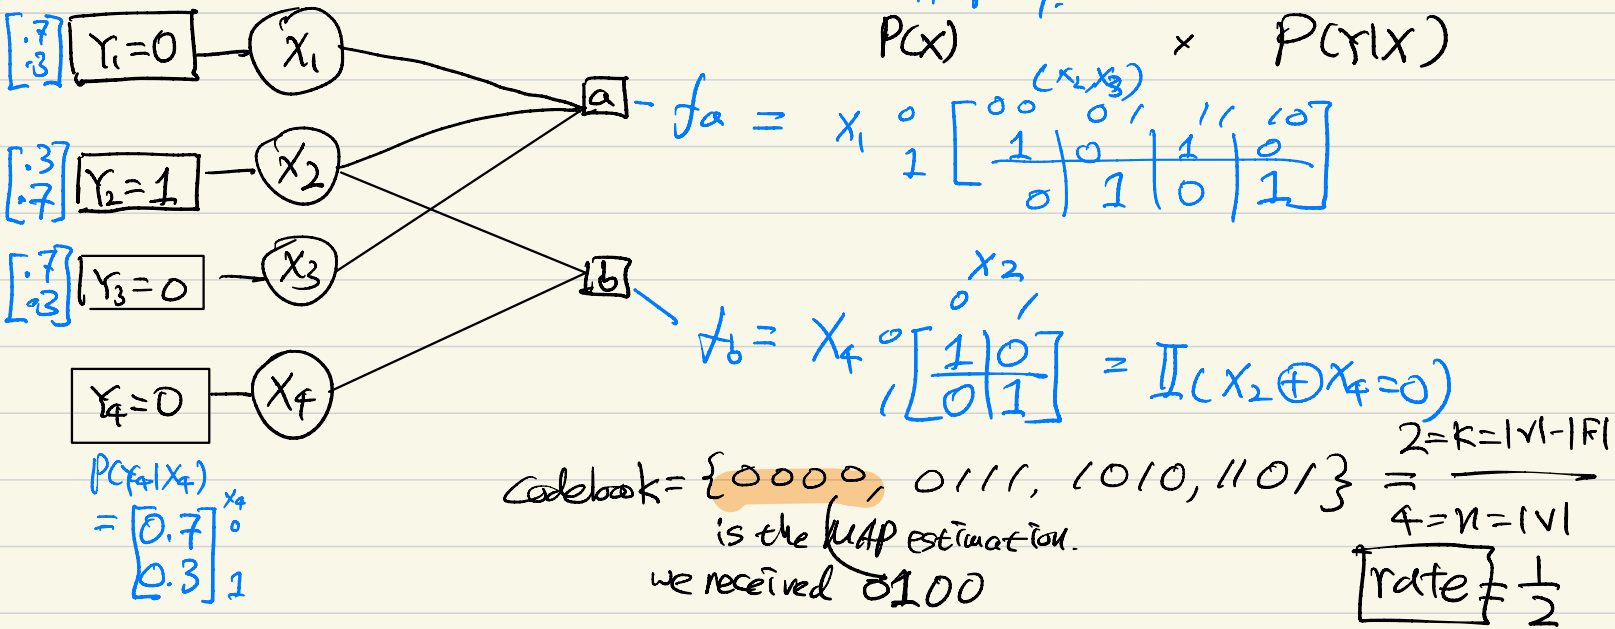 P(X) × P(Y|X)
[.7 .3] Y₁=0 X₁
a
fa = X₁ 0 1
(X₂X₃)
00 01 11 10
1 0 1 0
0 1 0 1
[.3 .7] Y₂=1 X₂
[.7 .3] Y₃=0 X₃
b
X₂
0 1
f_b = X₄ 0 [1 0 = 𝕀(X₂⊕X₄=0)
1 0 1]
Y₄=0 X₄
P(Y₄|X₄)
= [0.7 0.3] X₄ 0 1
codebook = {0000, 0111, 1010, 1101} = 2=K=|V|-|F|
4=n=|V|
is the MAP estimation.
we received 0100
rate = 1/2